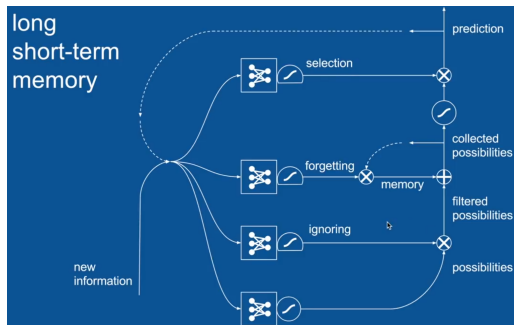 long
short-term
memory
prediction
selection
collected
possibilities
forgetting
memory
filtered
possibilities
ignoring
possibilities
new
information